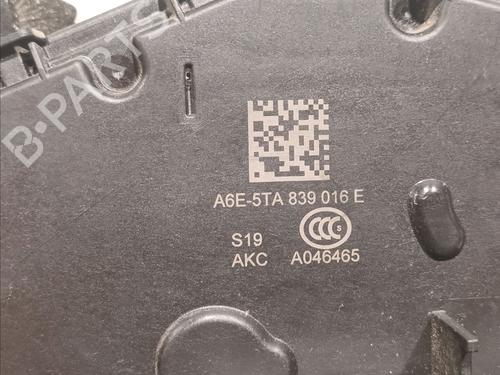 B-PARTS
A6E-5TA 839 016 E
CCC S
S19
AKC A046465